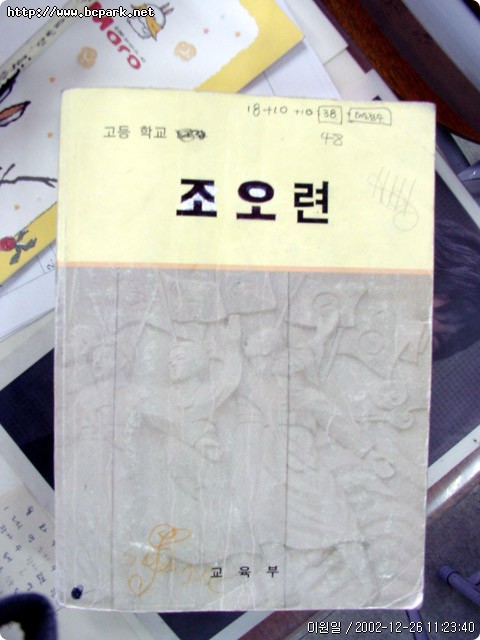 http://www.bcpark.net
Moro
18+10 +10 38
48
고등 학교
조오련
교육부
이원일 / 2002-12-26 11:23:40